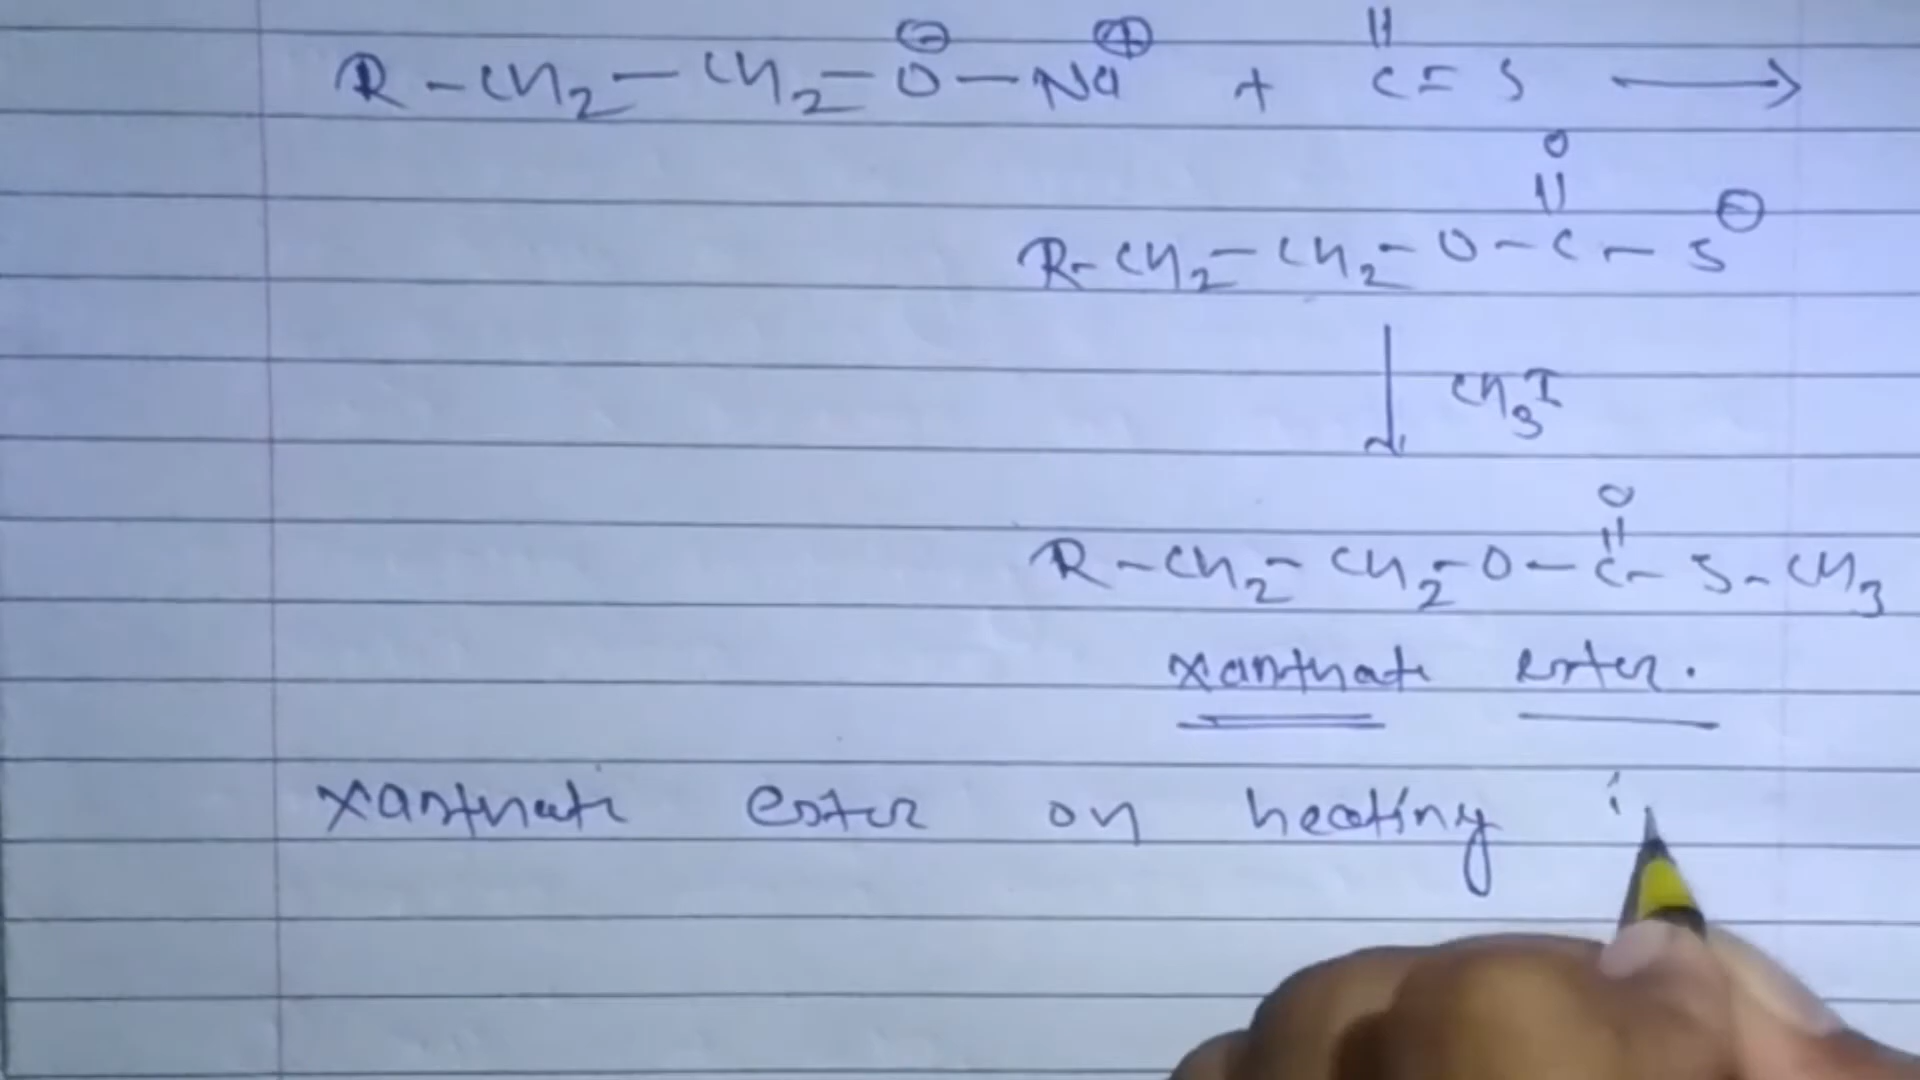 R-CH2-CH2-O⊖-Na⊕ + C=S ⟶
O
||
R-CH2-CH2-O-C-S⊖
↓ CH3I
O
||
R-CH2-CH2-O-C-S-CH3
xanthate ester.
xanthate ester on heating i